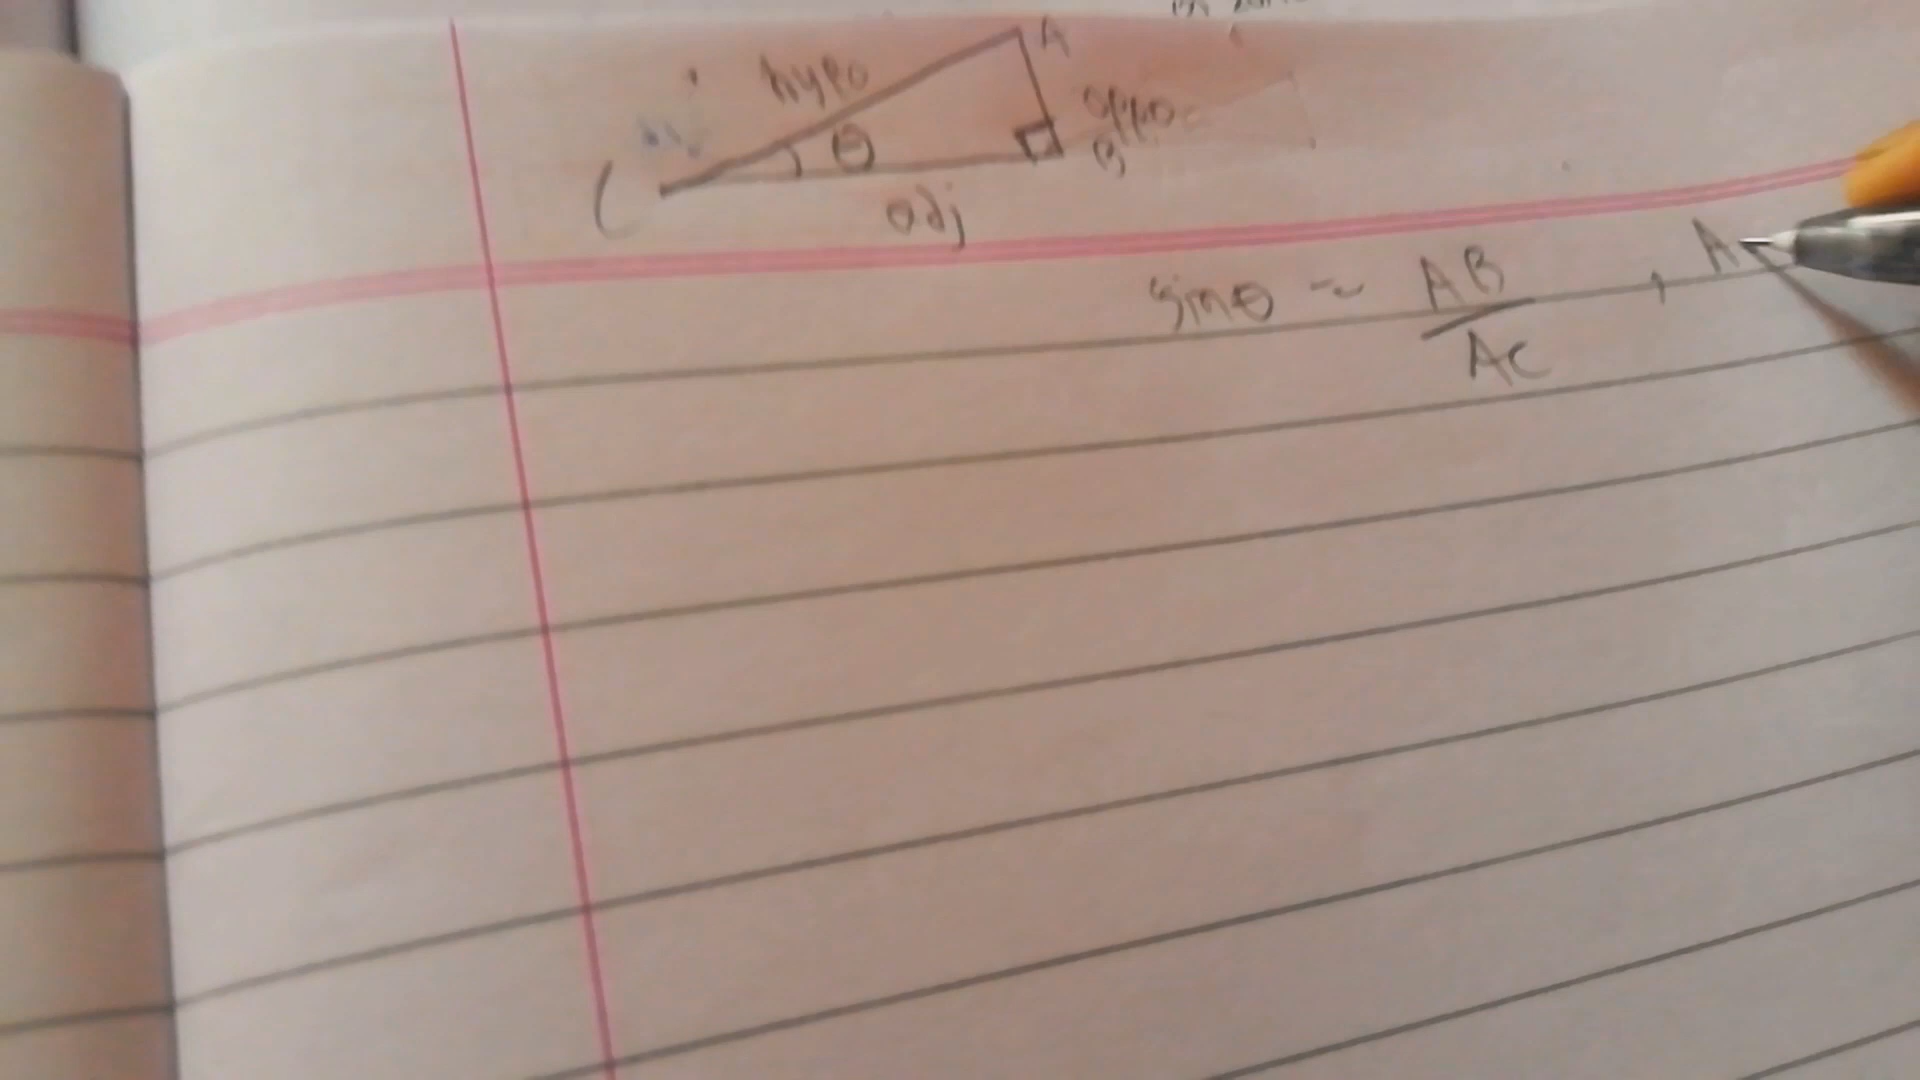 A
hypo
oppo
θ
B
C
adj
sinθ = AB / AC , A